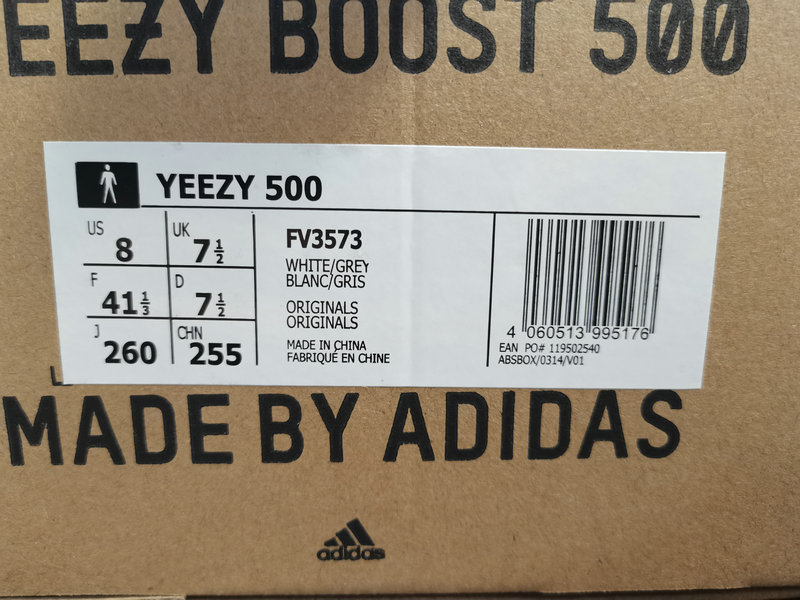 EEZY BOOST 500
YEEZY 500
US 8
UK 7 1/2
F 41 1/3
D 7 1/2
J 260
CHN 255
FV3573
WHITE/GREY
BLANC/GRIS
ORIGINALS
ORIGINALS
MADE IN CHINA
FABRIQUÉ EN CHINE
4 060513 995176
EAN PO# 119502540
ABSBOX/0314/V01
MADE BY ADIDAS
adidas